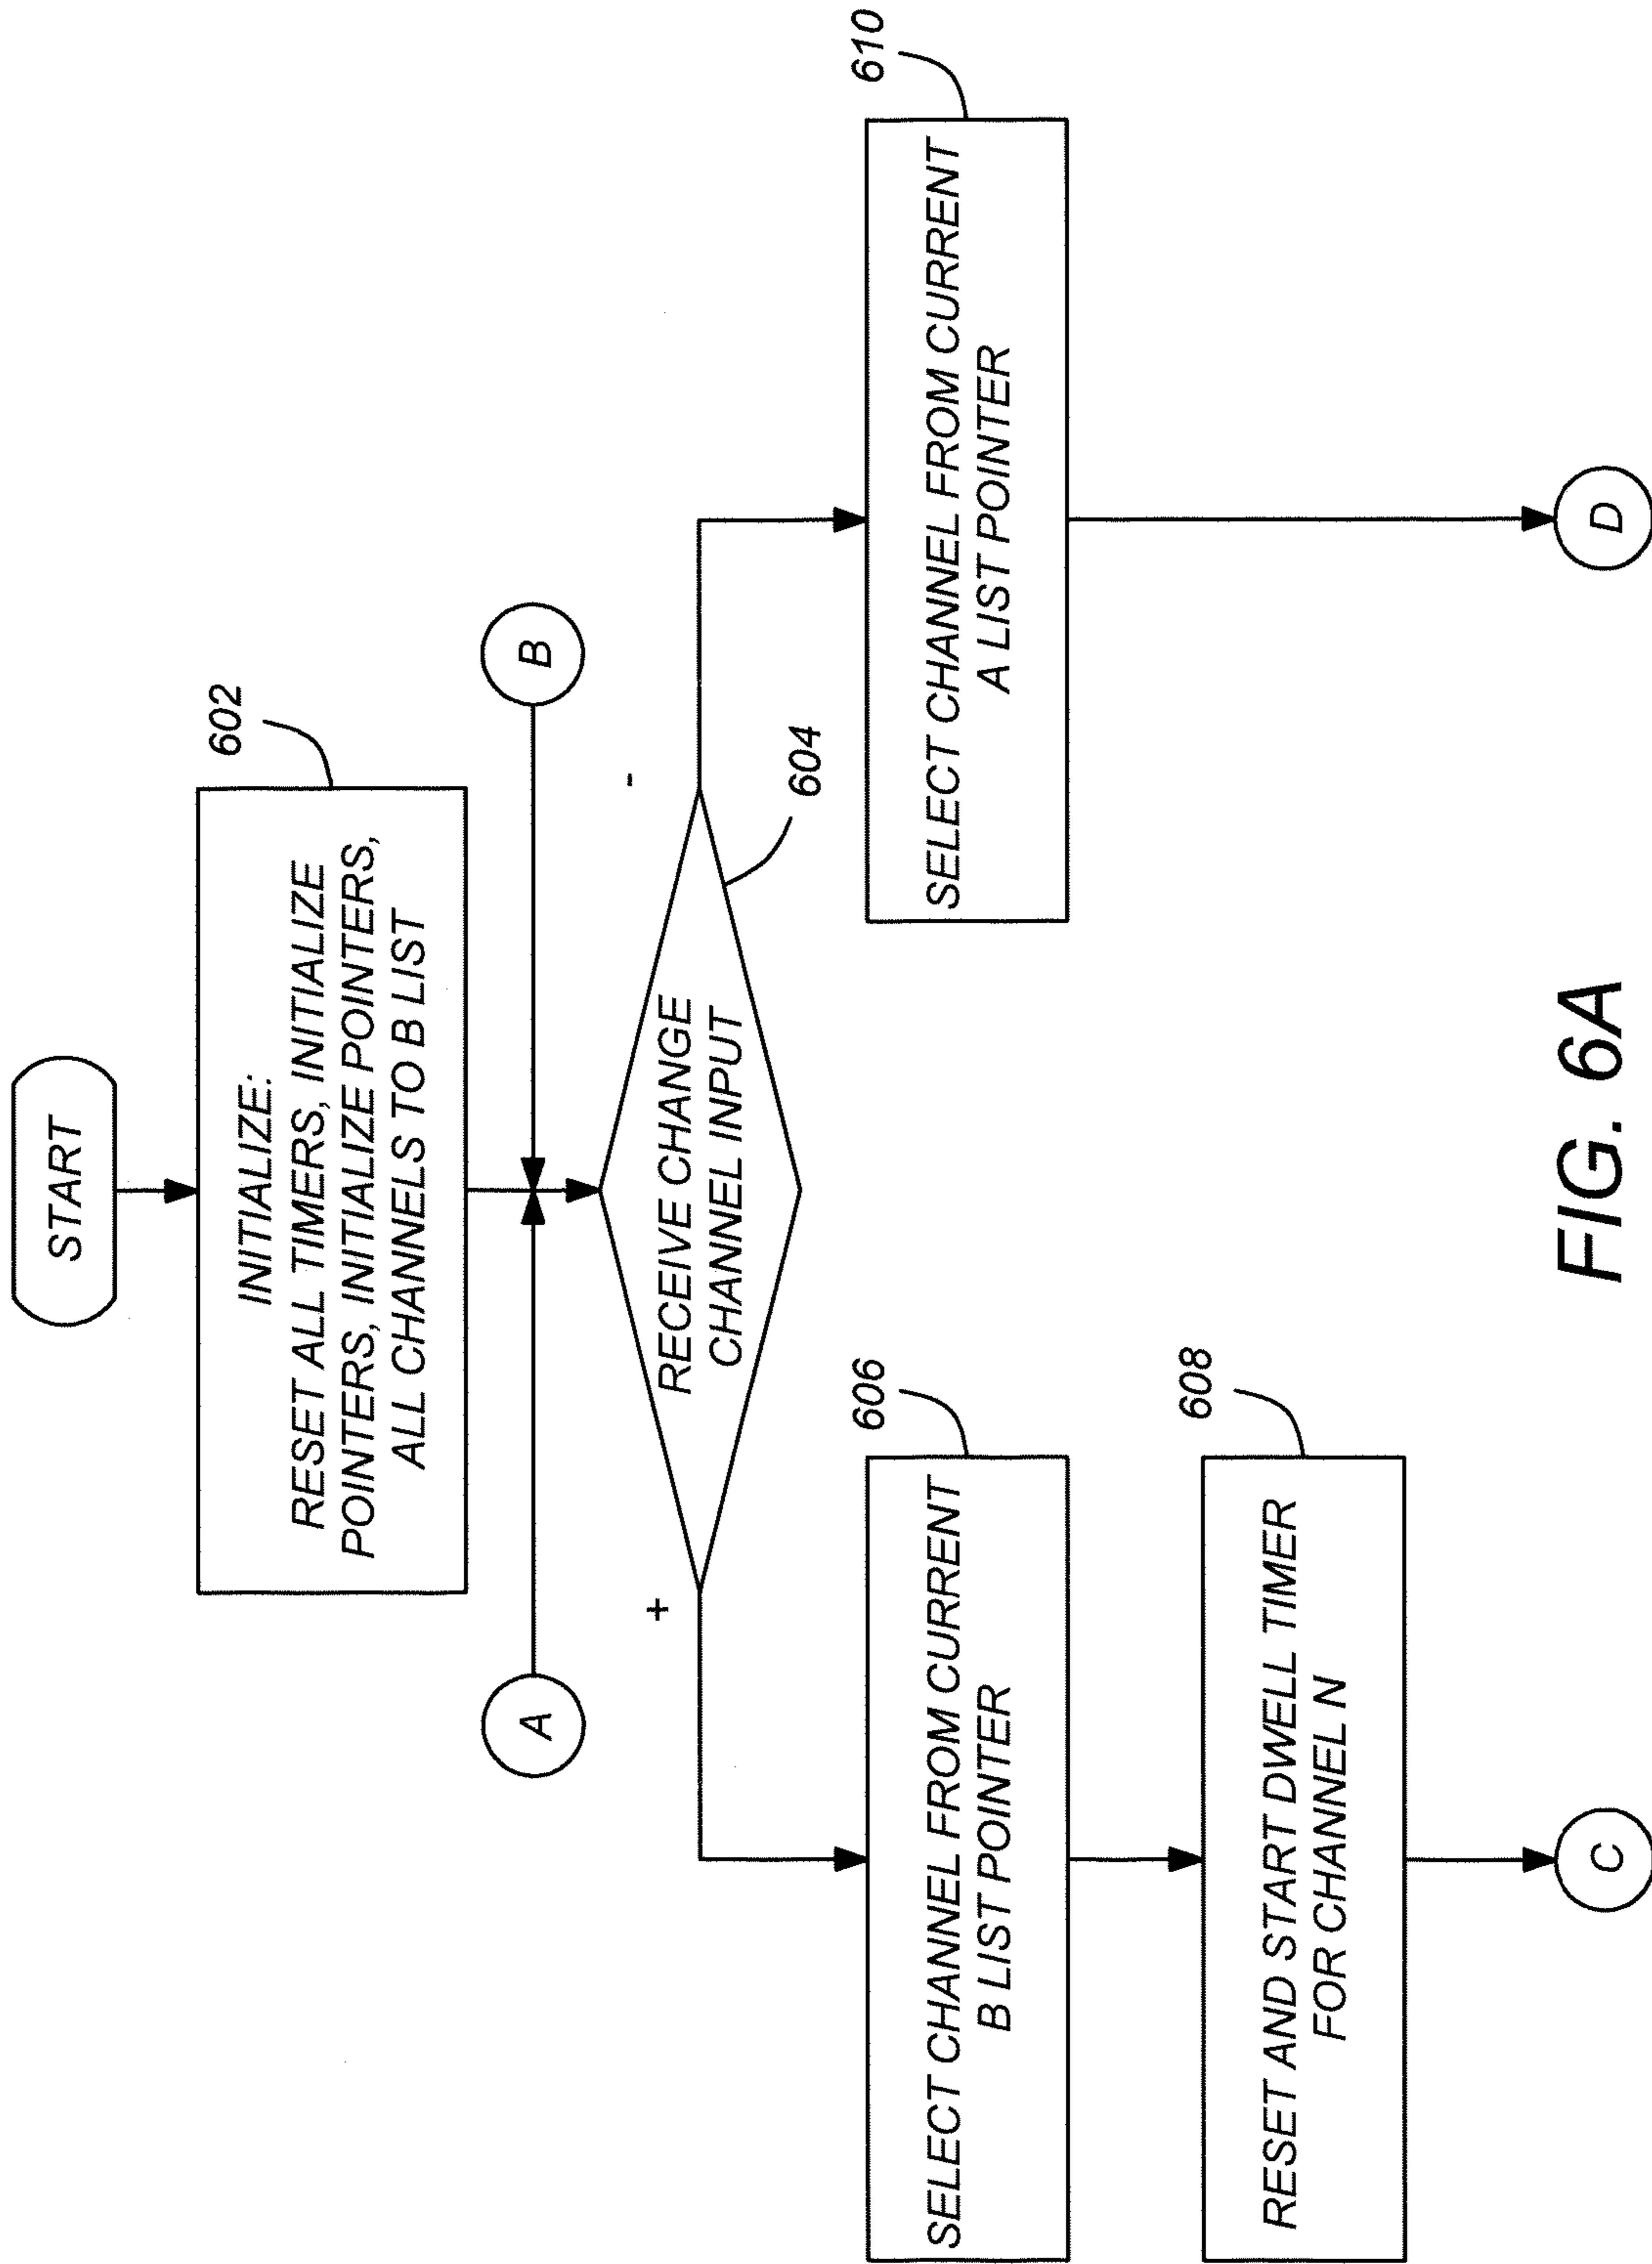 START
602
INITIALIZE:
RESET ALL TIMERS, INITIALIZE
POINTERS, INITIALIZE POINTERS,
ALL CHANNELS TO B LIST
A
B
+
-
RECEIVE CHANGE
CHANNEL INPUT
604
606
SELECT CHANNEL FROM CURRENT
B LIST POINTER
610
SELECT CHANNEL FROM CURRENT
A LIST POINTER
608
RESET AND START DWELL TIMER
FOR CHANNEL N
C
D
FIG. 6A